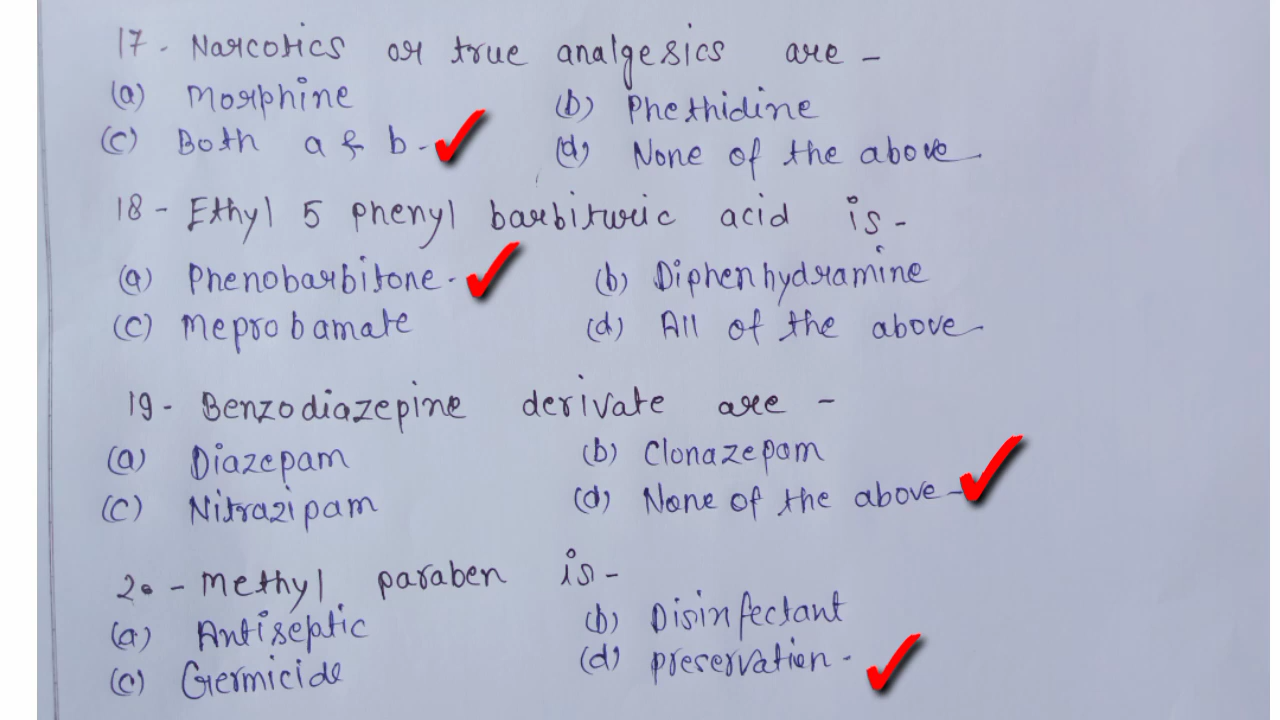 17 - Narcotics or true analgesics are -
(a) Morphine (b) Phethidine
(c) Both a & b - (d) None of the above
18 - Ethyl 5 phenyl barbituric acid is -
(a) Phenobarbitone - (b) Diphenhydramine
(c) Meprobamate (d) All of the above
19 - Benzodiazepine derivate are -
(a) Diazepam (b) Clonazepam
(c) Nitrazipam (d) None of the above -
20 - Methyl paraben is -
(a) Antiseptic (b) Disinfectant
(c) Germicide (d) preservation -